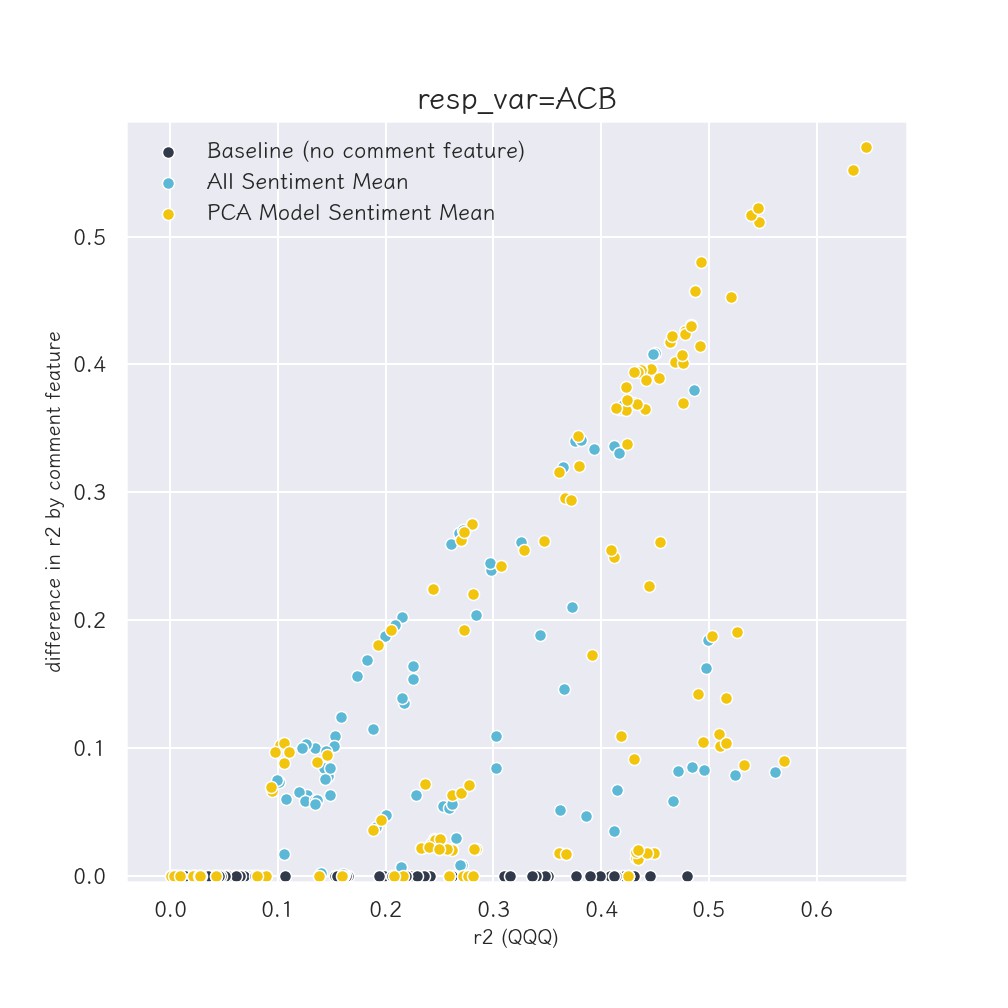 resp_var=ACB
Baseline (no comment feature)
All Sentiment Mean
PCA Model Sentiment Mean
difference in r2 by comment feature
0.5
0.4
0.3
0.2
0.1
0.0
0.0 0.1 0.2 0.3 0.4 0.5 0.6
r2 (QQQ)